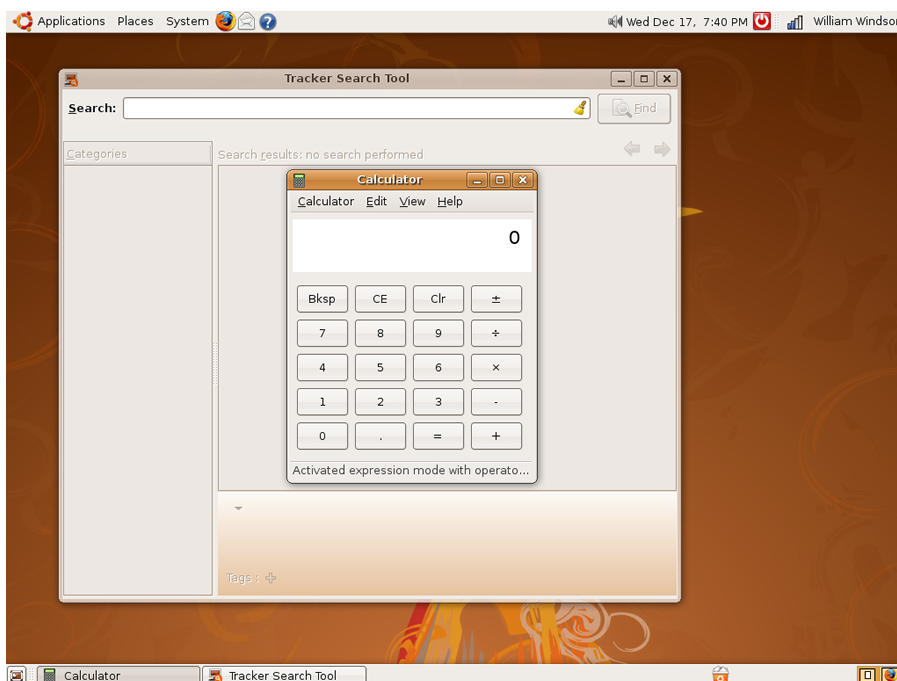 Applications Places System Wed Dec 17, 7:40 PM William Windsor
Tracker Search Tool
Search: Find
Categories
Search results: no search performed
Calculator
Calculator Edit View Help
0
Bksp CE Clr ±
7 8 9 ÷
4 5 6 ×
1 2 3 -
0 . = +
Activated expression mode with operato...
Tags :
Calculator Tracker Search Tool